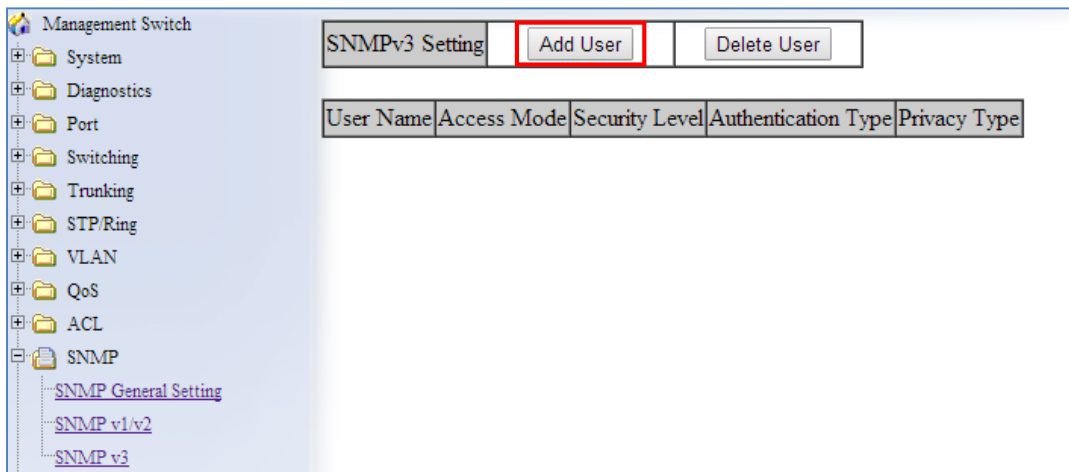 Management Switch
System
Diagnostics
Port
Switching
Trunking
STP/Ring
VLAN
QoS
ACL
SNMP
SNMP General Setting
SNMP v1/v2
SNMP v3
SNMPv3 Setting Add User Delete User
User Name Access Mode Security Level Authentication Type Privacy Type